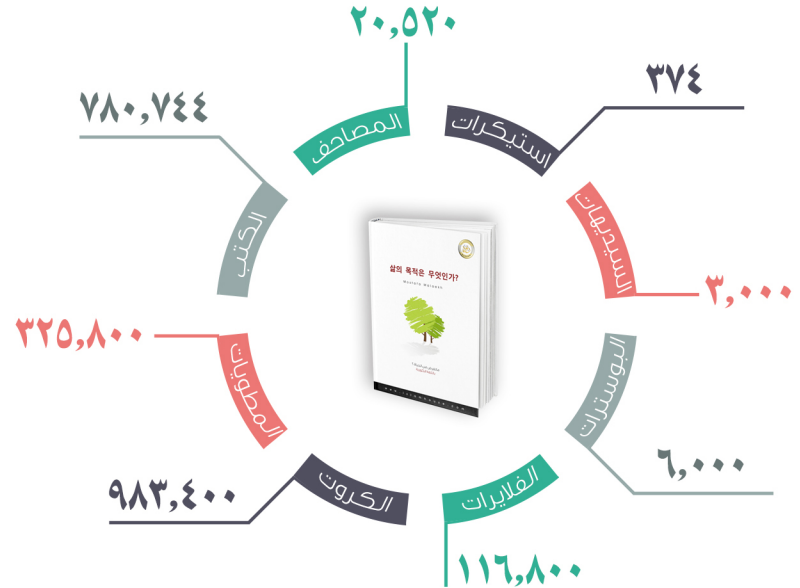 ٢٠,٥٢٠
المصاحف
٣٧٤
استيكرات
السيديهات
٣,٠٠٠
البوسترات
٦,٠٠٠
الفلايرات
١١٦,٨٠٠
الكروت
٩٨٣,٤٠٠
المطويات
٣٢٥,٨٠٠
الكتب
٧٨٠,٧٤٤
삶의 목적은 무엇인가?